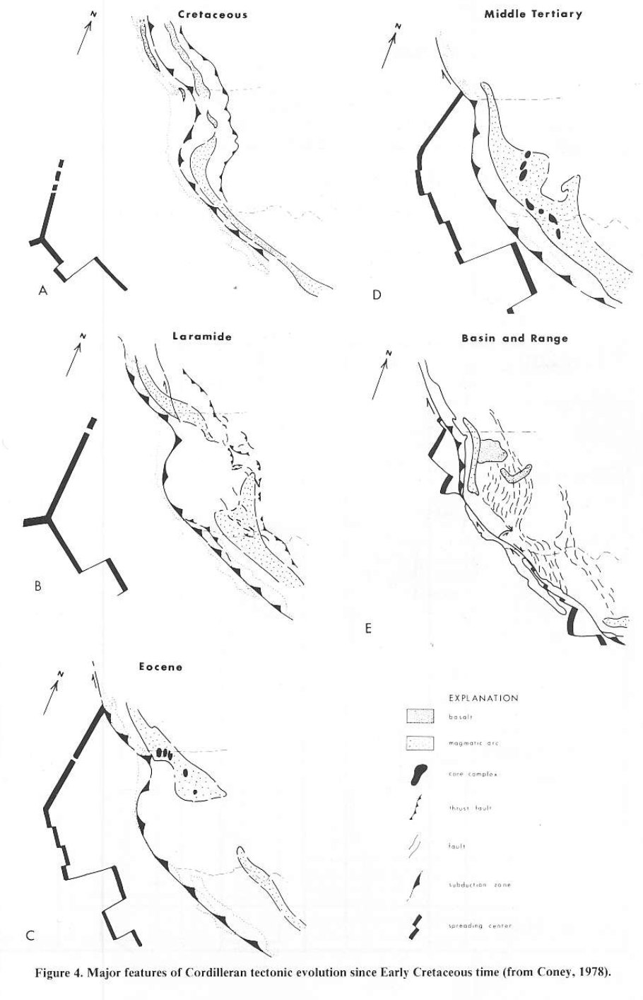 Cretaceous
N
A
Middle Tertiary
N
D
Laramide
N
B
Basin and Range
N
E
Eocene
N
C
EXPLANATION
basalt
magmatic arc
core complex
thrust fault
fault
subduction zone
spreading center
Figure 4. Major features of Cordilleran tectonic evolution since Early Cretaceous time (from Coney, 1978).